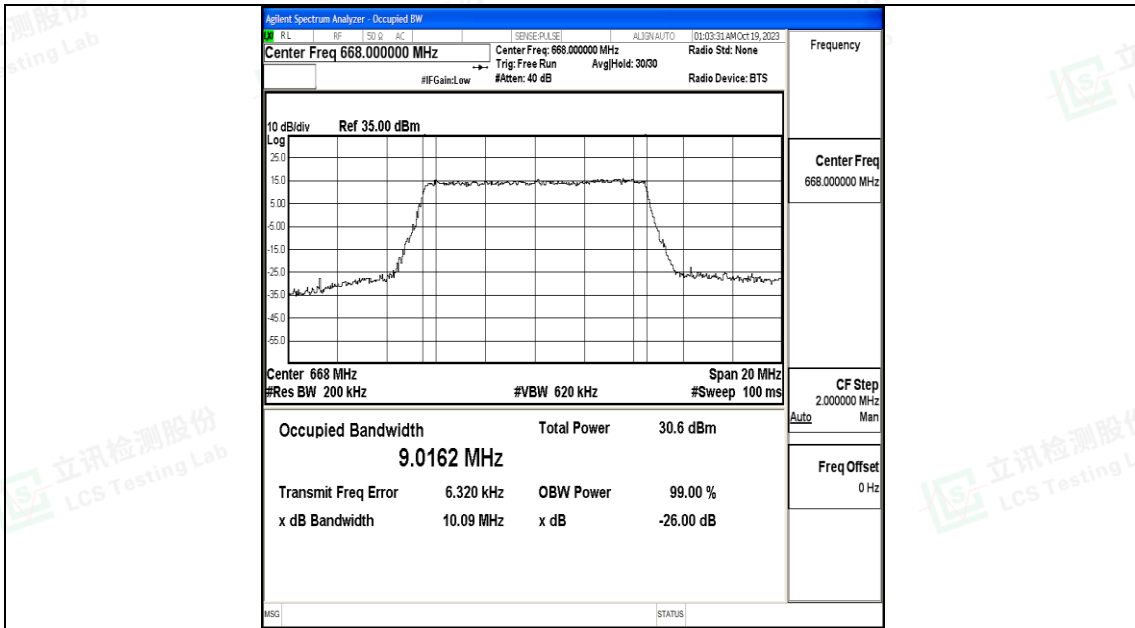 Agilent Spectrum Analyzer - Occupied BW
RL RF 50 Ω AC SENSE:PULSE ALIGN AUTO 01:03:31 AM Oct 19, 2023
Center Freq 668.000000 MHz
Center Freq: 668.000000 MHz Radio Std: None
Trig: Free Run Avg|Hold: 30/30
#IFGain:Low #Atten: 40 dB Radio Device: BTS
Frequency
10 dB/div Ref 35.00 dBm
Log
25.0
15.0
5.00
-5.00
-15.0
-25.0
-35.0
-45.0
-55.0
Center 668 MHz Span 20 MHz
#Res BW 200 kHz #VBW 620 kHz #Sweep 100 ms
Center Freq
668.000000 MHz
CF Step
2.000000 MHz
Auto Man
Freq Offset
0 Hz
Occupied Bandwidth Total Power 30.6 dBm
9.0162 MHz
Transmit Freq Error 6.320 kHz OBW Power 99.00 %
x dB Bandwidth 10.09 MHz x dB -26.00 dB
MSG STATUS
立讯检测股份
LCS Testing Lab
立讯检测股份
LCS Testing L